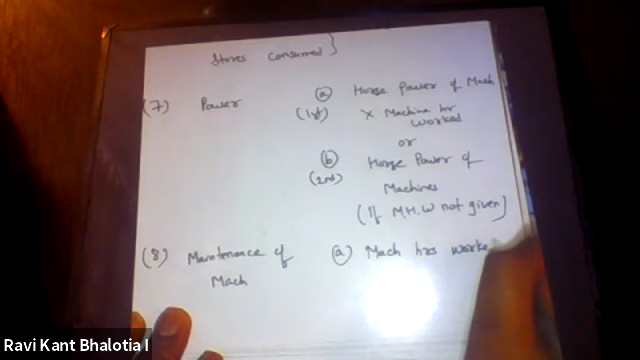 Stores Consumed }
(7) Power (a) Horse Power of Mach
(1st) X Machine hr
worked
or
(b) Horse Power of
(2nd) Machines
(If M.H.W not given)
(8) Maintenance of (a) Mach hrs worke
Mach
Ravi Kant Bhalotia I